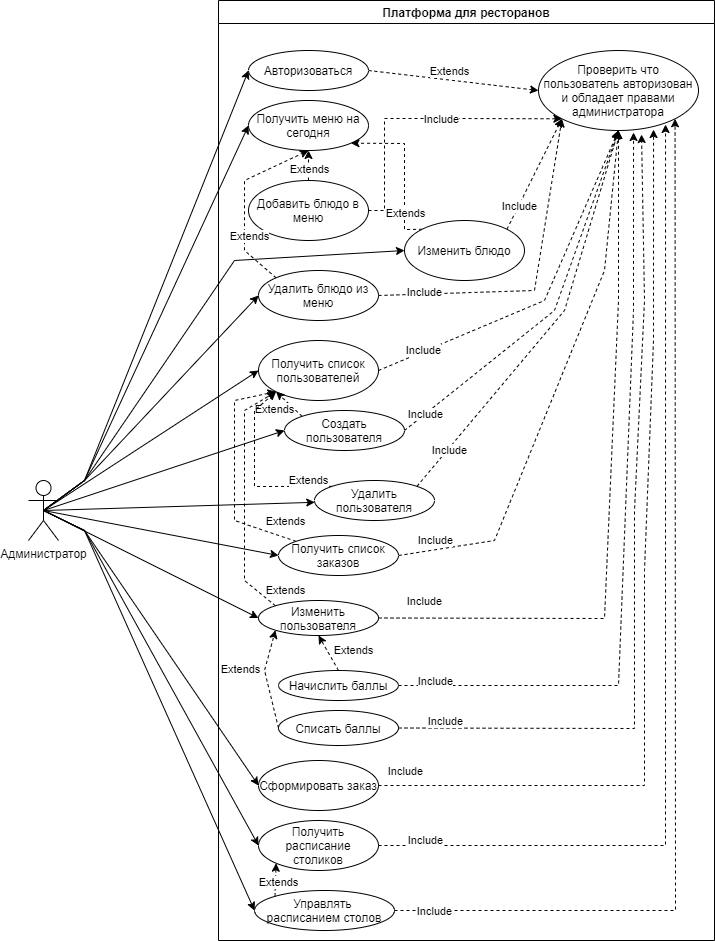 Платформа для ресторанов
Авторизоваться
Extends
Проверить что
пользователь авторизован
и обладает правами
администратора
Получить меню на
сегодня
Include
Extends
Добавить блюдо в
меню
Include
Extends
Extends
Изменить блюдо
Удалить блюдо из
меню
Include
Получить список
пользователей
Include
Extends
Include
Создать
пользователя
Include
Extends
Удалить
пользователя
Extends
Получить список
заказов
Include
Администратор
Extends
Include
Изменить
пользователя
Extends
Extends
Начислить баллы
Include
Списать баллы
Include
Include
Сформировать заказ
Получить
расписание
столиков
Include
Extends
Управлять
расписанием столов
Include